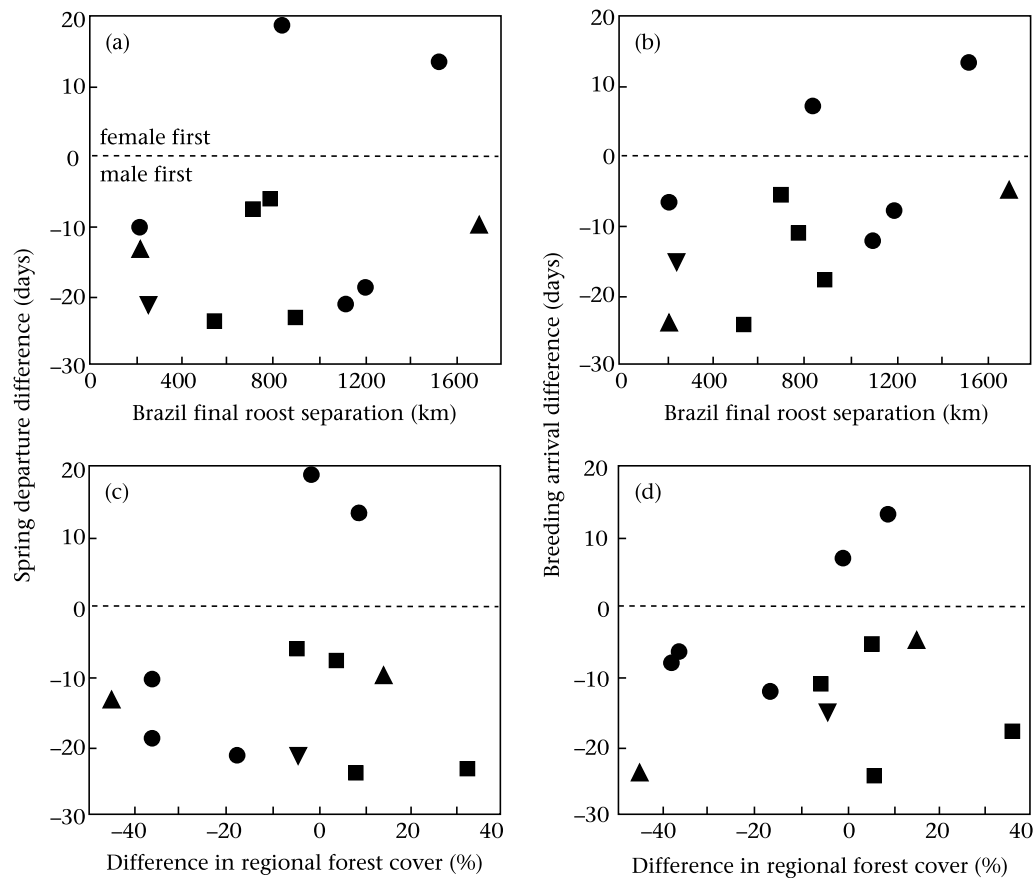 20
10
0
–10
–20
–30
(a)
female first
male first
0 400 800 1200 1600
Brazil final roost separation (km)
20
10
0
–10
–20
–30
(b)
0 400 800 1200 1600
Brazil final roost separation (km)
Spring departure difference (days)
Breeding arrival difference (days)
20
10
0
–10
–20
–30
(c)
–40 –20 0 20 40
Difference in regional forest cover (%)
20
10
0
–10
–20
–30
(d)
–40 –20 0 20 40
Difference in regional forest cover (%)